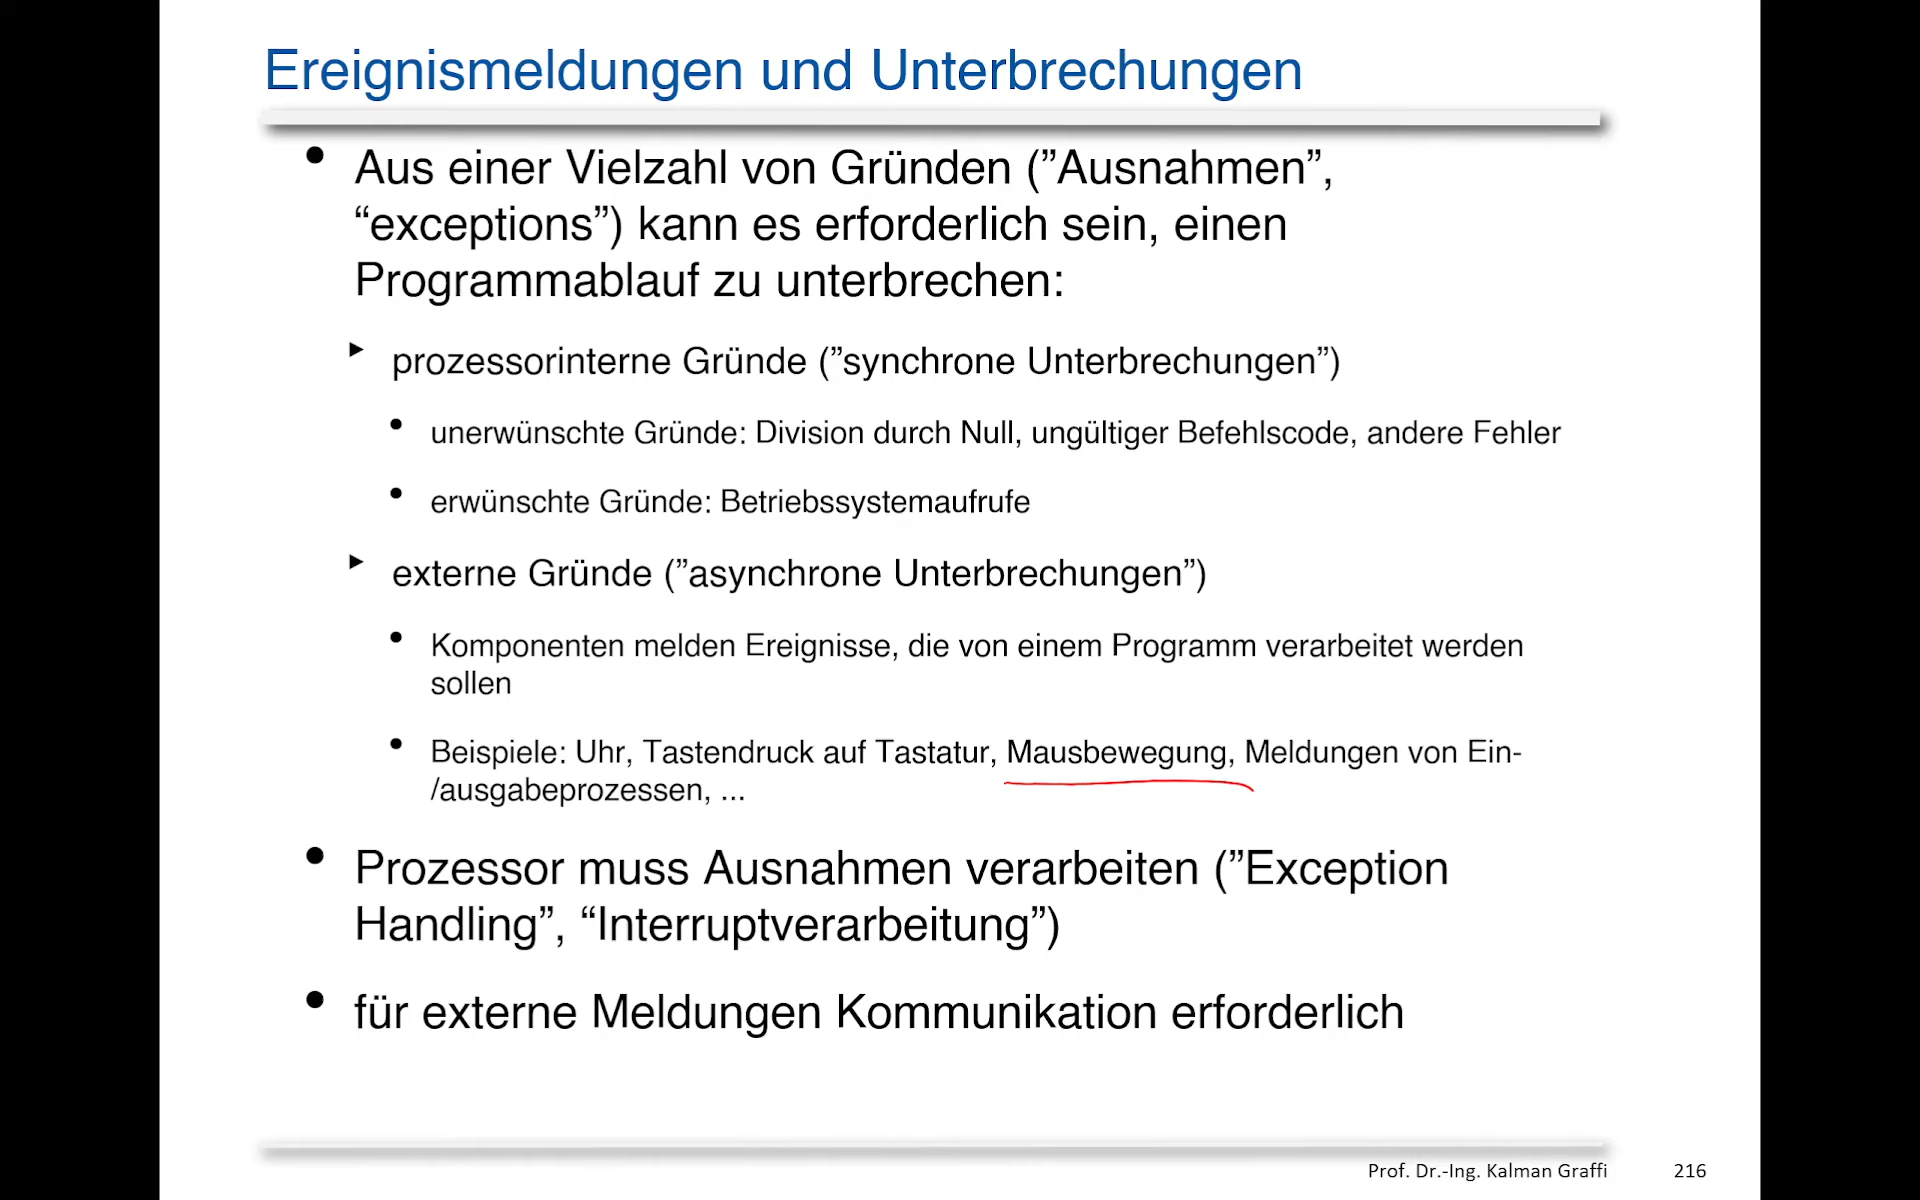 Ereignismeldungen und Unterbrechungen
• Aus einer Vielzahl von Gründen (”Ausnahmen”,
“exceptions”) kann es erforderlich sein, einen
Programmablauf zu unterbrechen:
▸ prozessorinterne Gründe (”synchrone Unterbrechungen”)
• unerwünschte Gründe: Division durch Null, ungültiger Befehlscode, andere Fehler
• erwünschte Gründe: Betriebssystemaufrufe
▸ externe Gründe (”asynchrone Unterbrechungen”)
• Komponenten melden Ereignisse, die von einem Programm verarbeitet werden
sollen
• Beispiele: Uhr, Tastendruck auf Tastatur, Mausbewegung, Meldungen von Ein-
/ausgabeprozessen, ...
• Prozessor muss Ausnahmen verarbeiten (”Exception
Handling”, “Interruptverarbeitung”)
• für externe Meldungen Kommunikation erforderlich
Prof. Dr.-Ing. Kalman Graffi 216